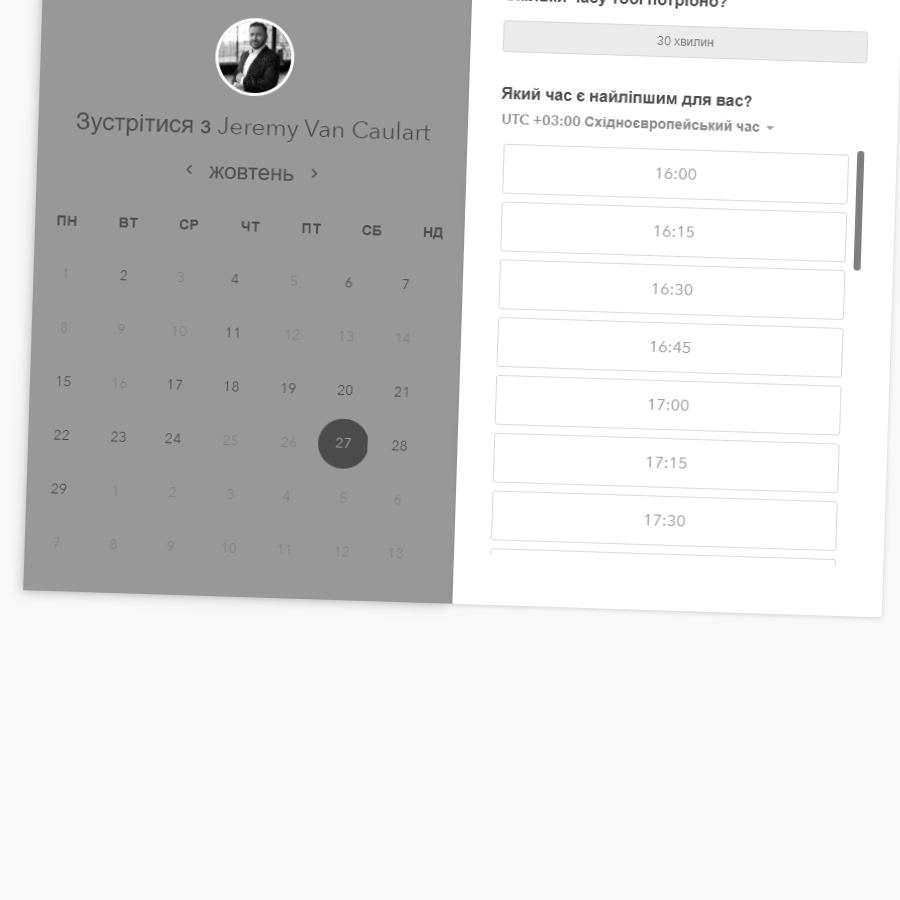 Зустрітися з Jeremy Van Caulart
жовтень
ПН ВТ СР ЧТ ПТ СБ НД
1 2 3 4 5 6 7
8 9 10 11 12 13 14
15 16 17 18 19 20 21
22 23 24 25 26 27 28
29 1 2 3 4 5 6
7 8 9 10 11 12 13
часу тобі потрібно?
30 хвилин
Який час є найліпшим для вас?
UTC +03:00 Східноєвропейський час
16:00
16:15
16:30
16:45
17:00
17:15
17:30